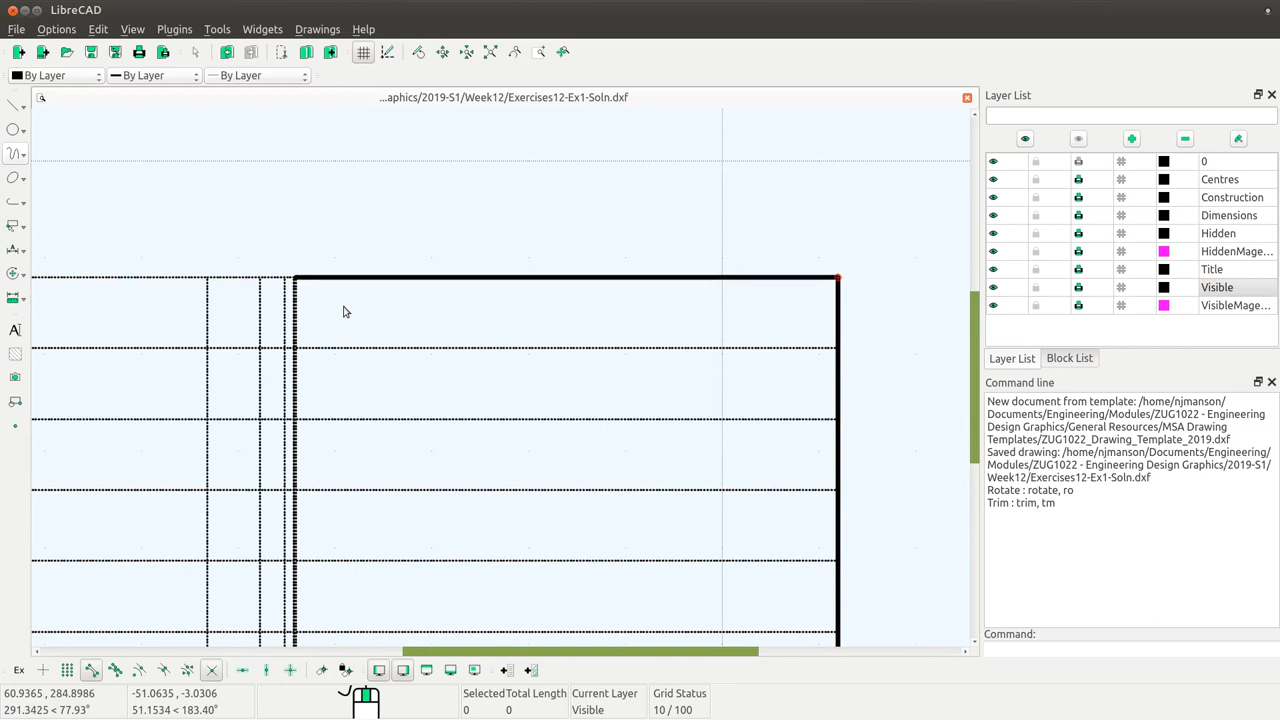 LibreCAD
File Options Edit View Plugins Tools Widgets Drawings Help
By Layer By Layer By Layer
...aphics/2019-S1/Week12/Exercises12-Ex1-Soln.dxf
Layer List
0
Centres
Construction
Dimensions
Hidden
HiddenMage...
Title
Visible
VisibleMage...
Layer List Block List
Command line
New document from template: /home/njmanson/
Documents/Engineering/Modules/ZUG1022 - Engineering
Design Graphics/General Resources/MSA Drawing
Templates/ZUG1022_Drawing_Template_2019.dxf
Saved drawing: /home/njmanson/Documents/Engineering/
Modules/ZUG1022 - Engineering Design Graphics/2019-S1/
Week12/Exercises12-Ex1-Soln.dxf
Rotate : rotate, ro
Trim : trim, tm
Command:
Ex
60.9365 , 284.8986 -51.0635 , -3.0306 Selected Total Length Current Layer Grid Status
291.3425 < 77.93° 51.1534 < 183.40° 0 0 Visible 10 / 100